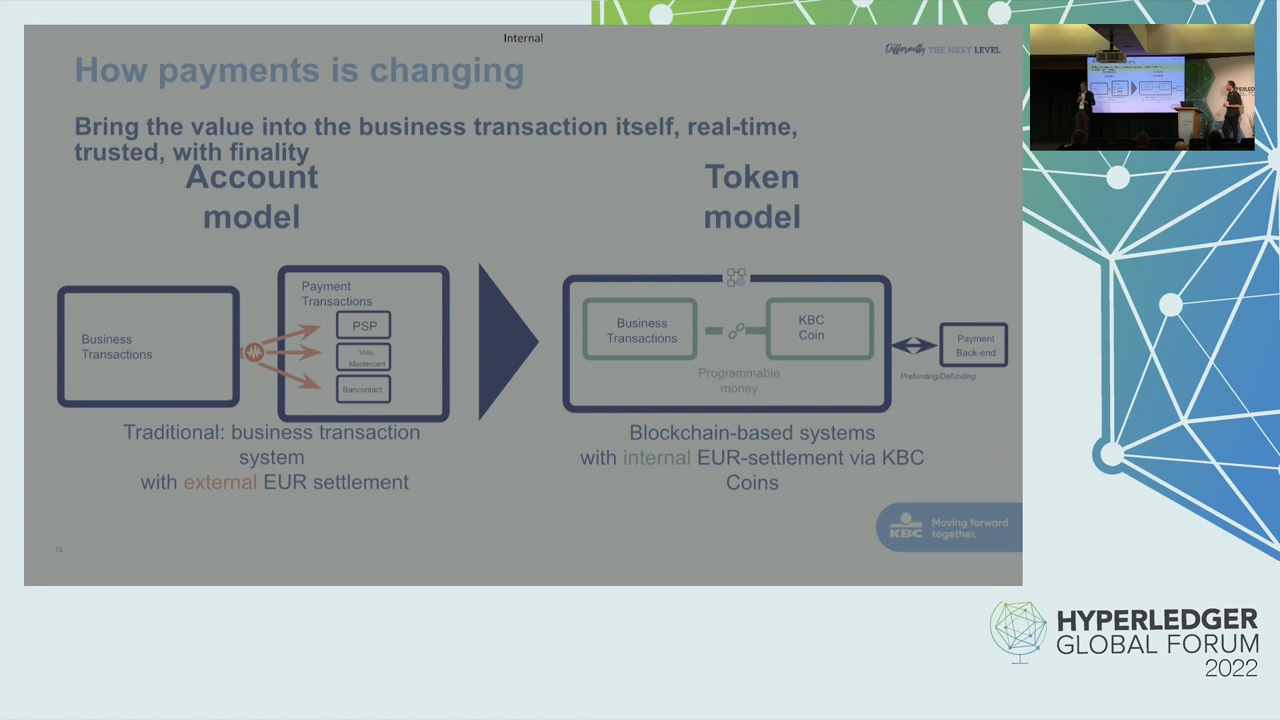 Internal
Differently THE NEXT LEVEL
How payments is changing
Bring the value into the business transaction itself, real-time,
trusted, with finality
Account
model
Business
Transactions
Payment
Transactions
PSP
Visa,
Mastercard
Bancontact
Traditional: business transaction
system
with external EUR settlement
Token
model
Business
Transactions
KBC
Coin
Programmable
money
Payment
Back-end
Prefunding/Defunding
Blockchain-based systems
with internal EUR-settlement via KBC
Coins
KBC
Moving forward
together.
12
HYPERLEDGER
GLOBAL FORUM
2022